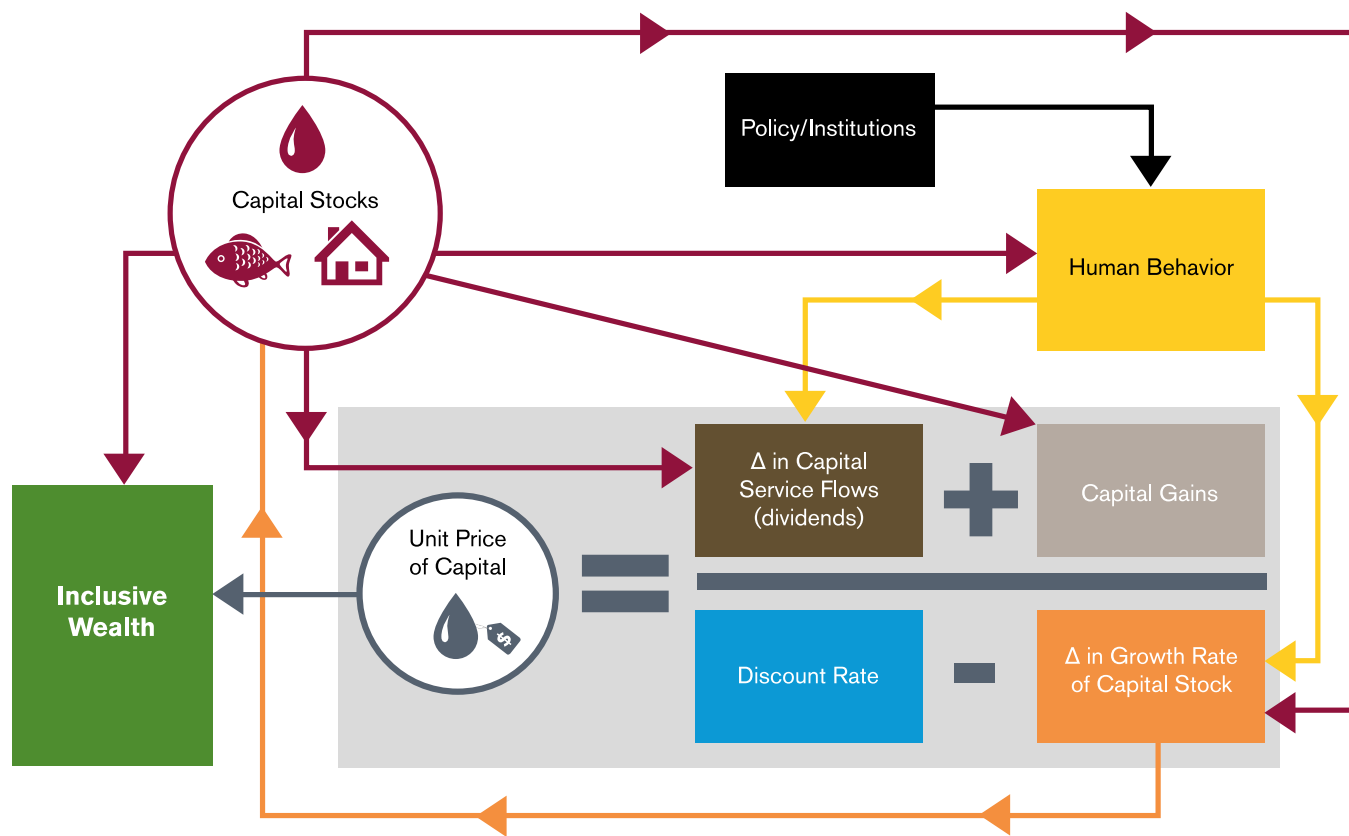 Policy/Institutions
Capital Stocks
Human Behavior
Δ in Capital
Service Flows
(dividends)
+
Capital Gains
Unit Price
of Capital
$
=
Inclusive
Wealth
Discount Rate
-
Δ in Growth Rate
of Capital Stock